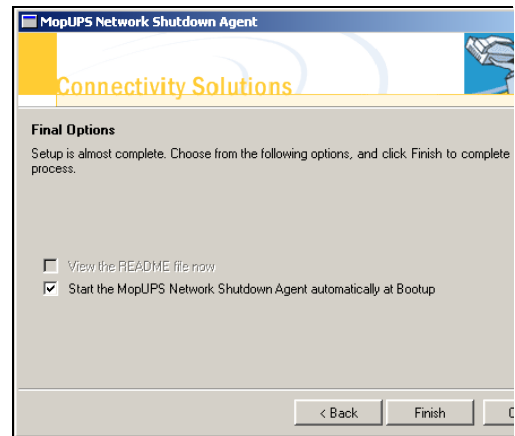 MopUPS Network Shutdown Agent
Connectivity Solutions
Final Options
Setup is almost complete. Choose from the following options, and click Finish to complete
process.
View the README file now
Start the MopUPS Network Shutdown Agent automatically at Bootup
< Back
Finish